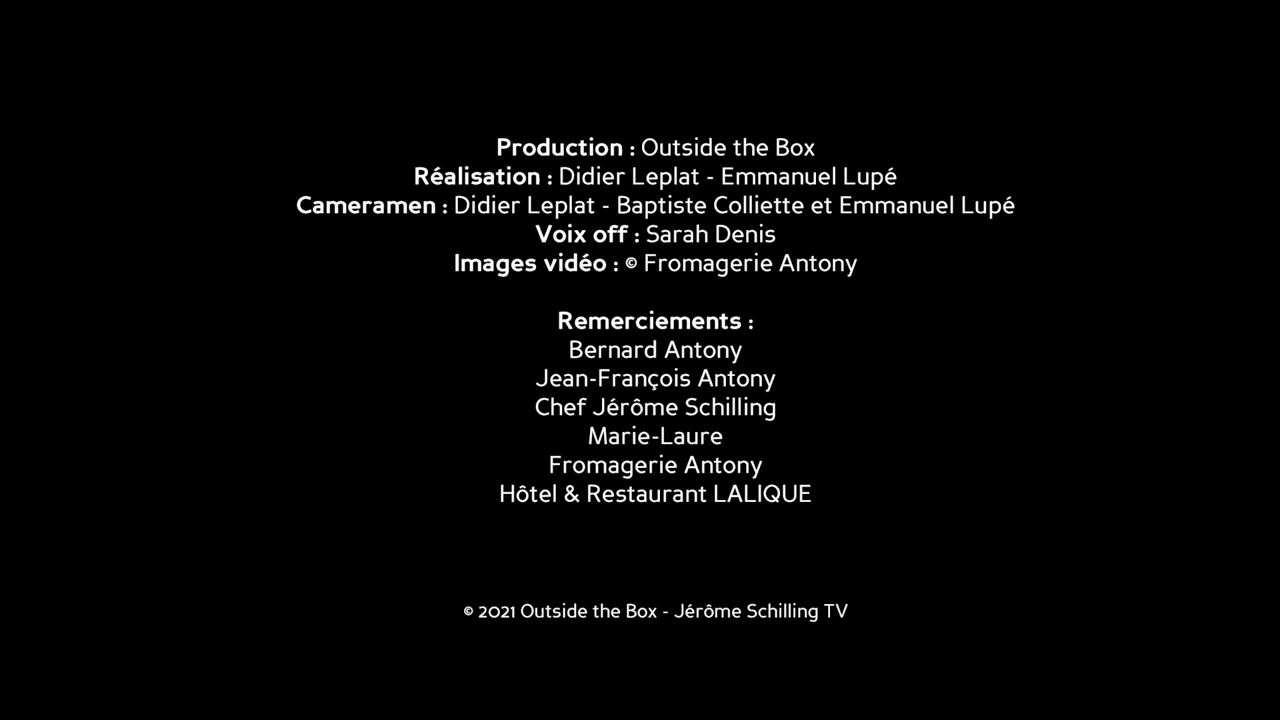 Production : Outside the Box
Réalisation : Didier Leplat - Emmanuel Lupé
Cameramen : Didier Leplat - Baptiste Colliette et Emmanuel Lupé
Voix off : Sarah Denis
Images vidéo : © Fromagerie Antony
Remerciements :
Bernard Antony
Jean-François Antony
Chef Jérôme Schilling
Marie-Laure
Fromagerie Antony
Hôtel & Restaurant LALIQUE
© 2021 Outside the Box - Jérôme Schilling TV